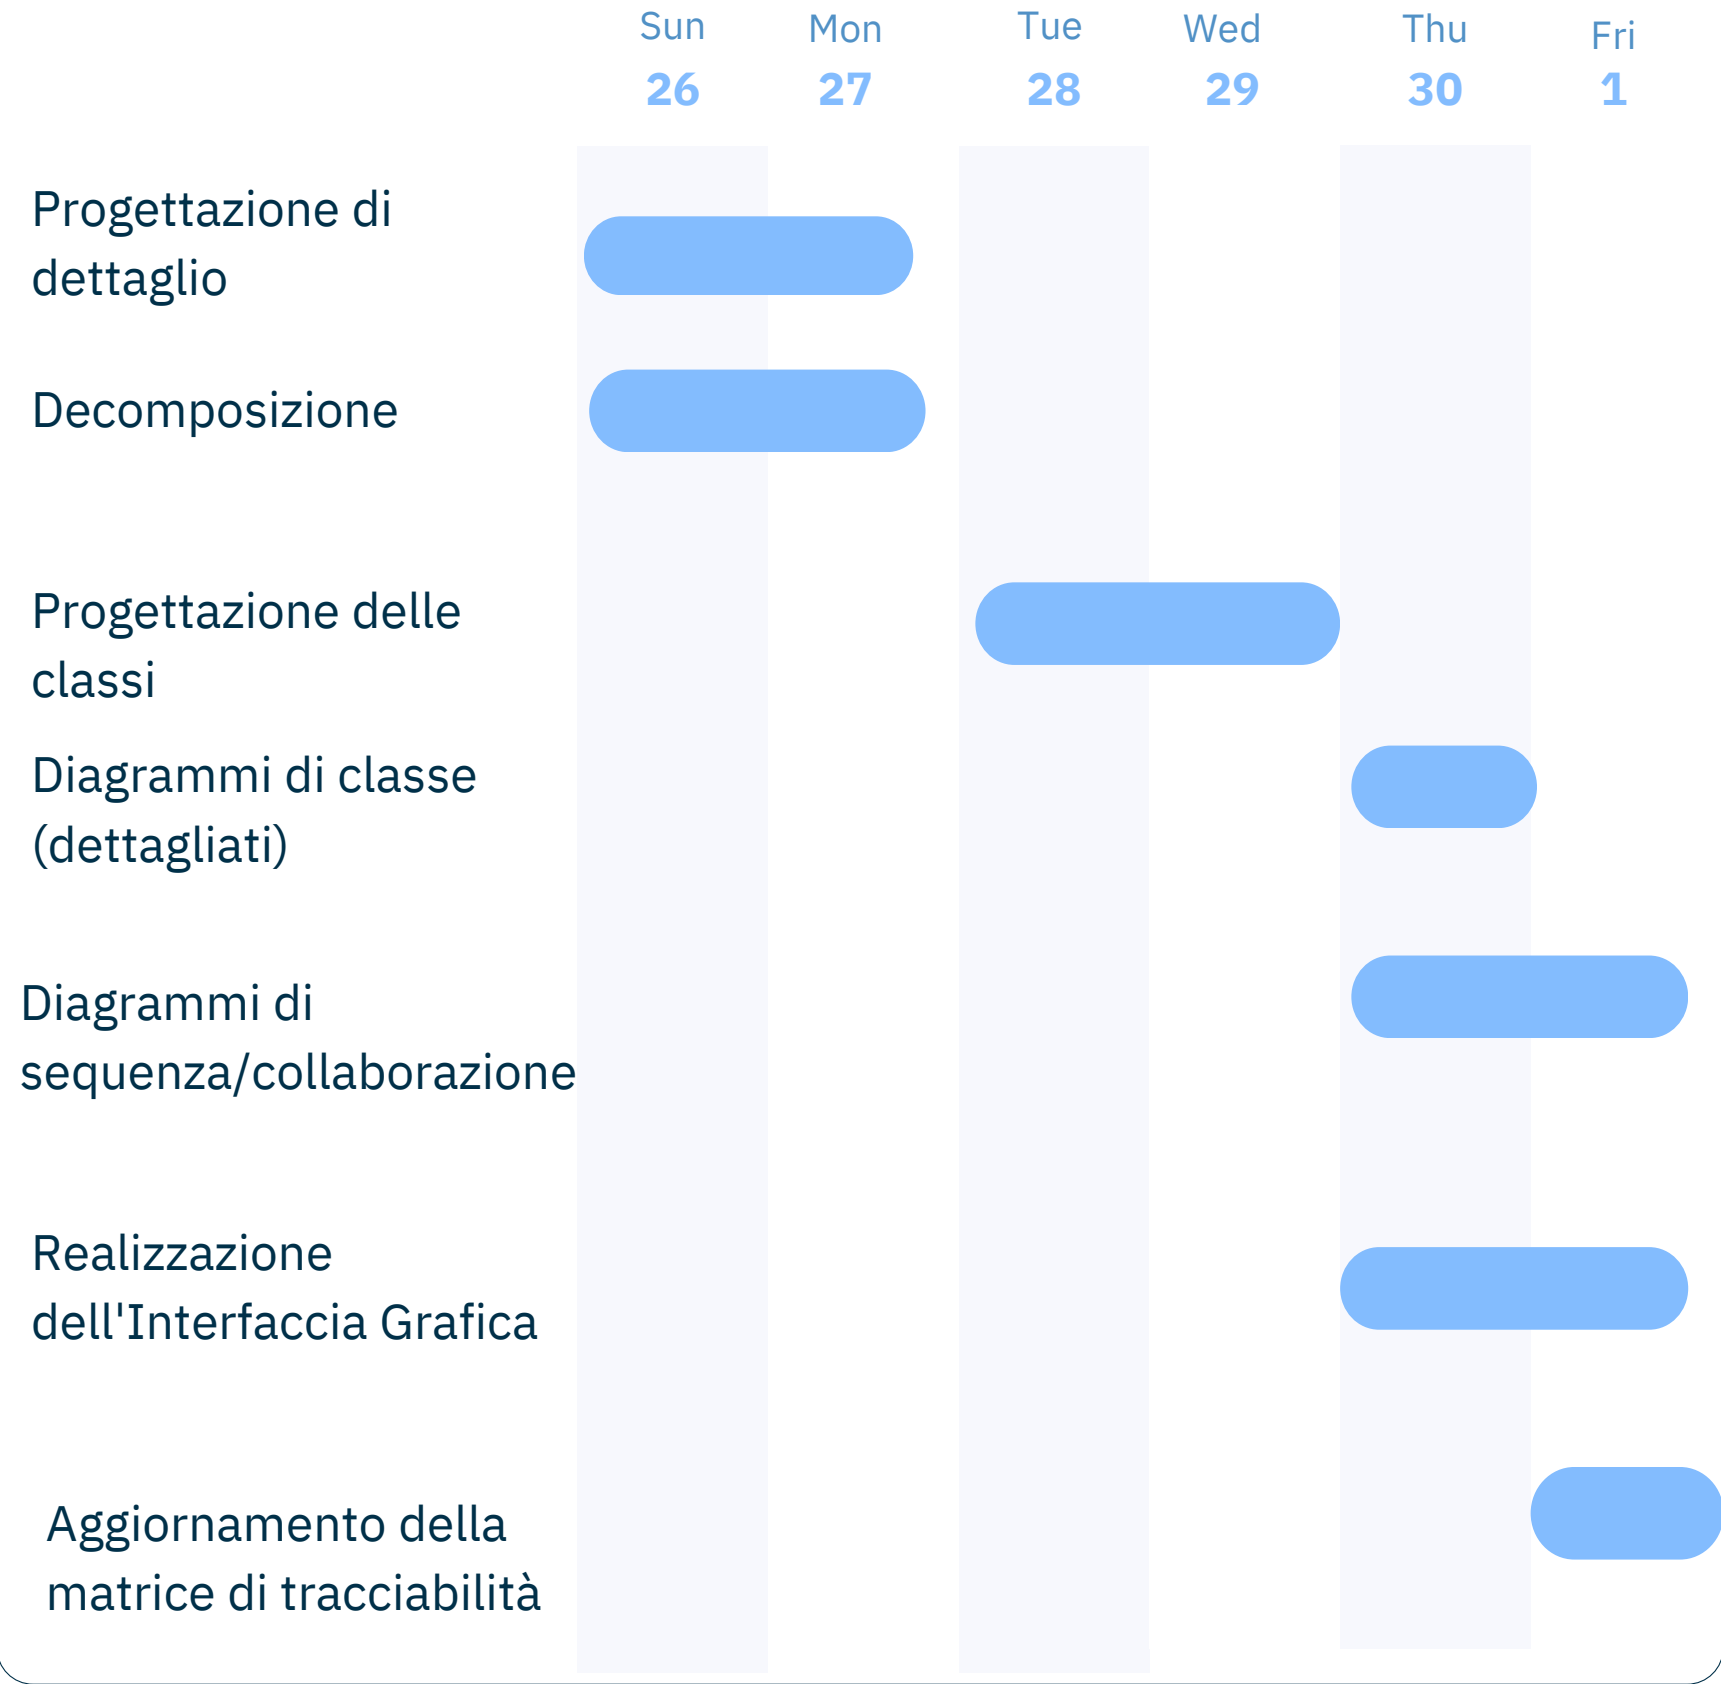 Sun Mon Tue Wed Thu Fri
26 27 28 29 30 1
Progettazione di
dettaglio
Decomposizione
Progettazione delle
classi
Diagrammi di classe
(dettagliati)
Diagrammi di
sequenza/collaborazione
Realizzazione
dell'Interfaccia Grafica
Aggiornamento della
matrice di tracciabilità